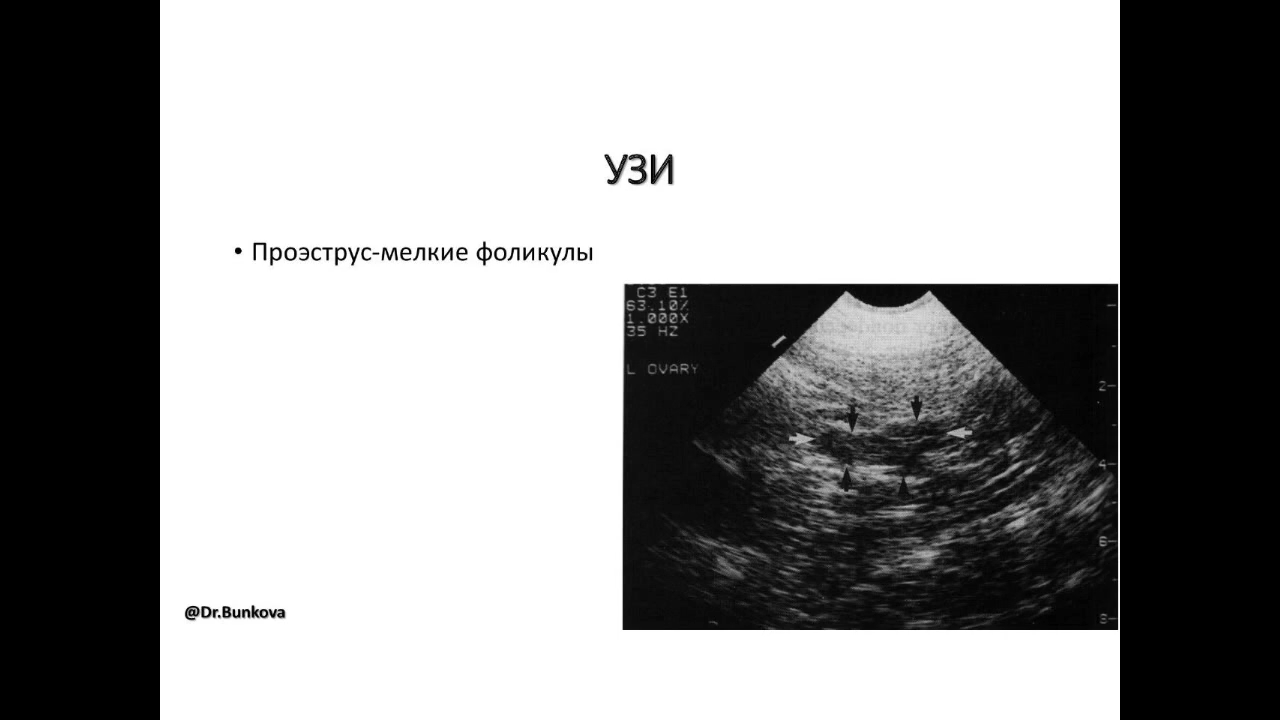 УЗИ
• Проэструс-мелкие фоликулы
C3 E1
63.10%
1.000X
35 HZ
L OVARY
2
4
6
8
@Dr.Bunkova